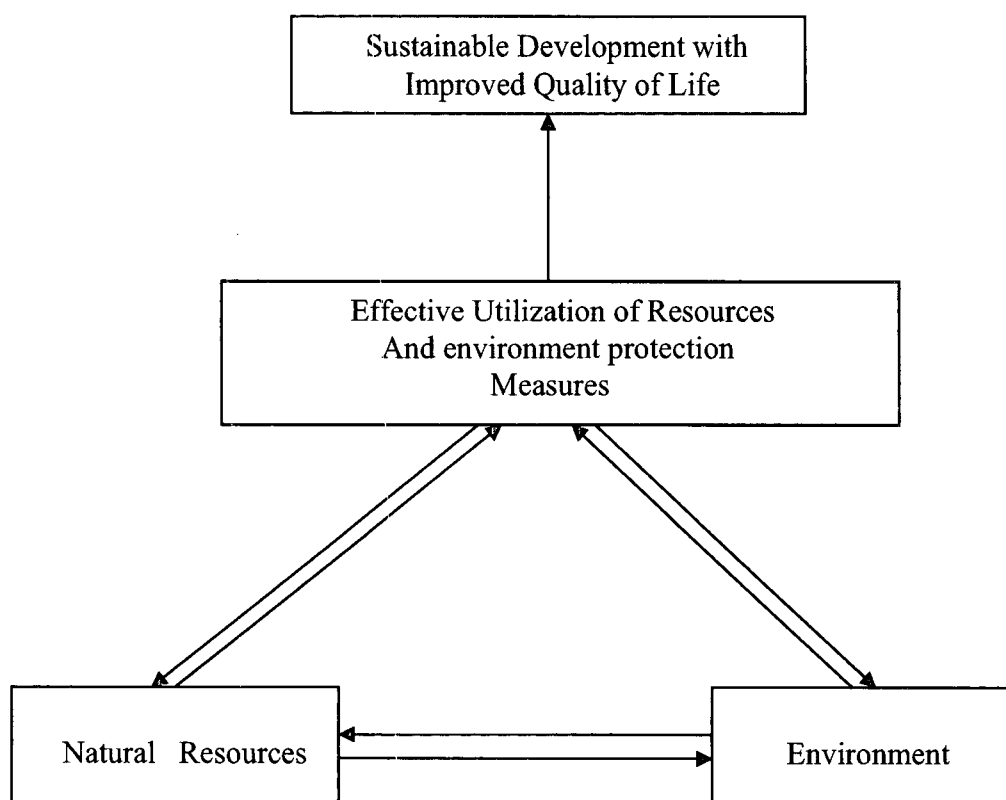 Sustainable Development with
Improved Quality of Life
Effective Utilization of Resources
And environment protection
Measures
Natural Resources
Environment